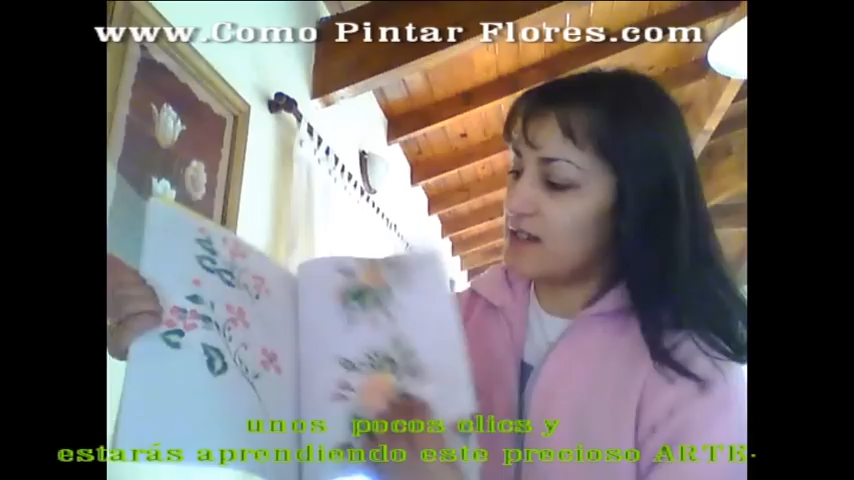 www.Como Pintar Flores.com
unos pocos clics y
estarás aprendiendo este precioso ARTE.